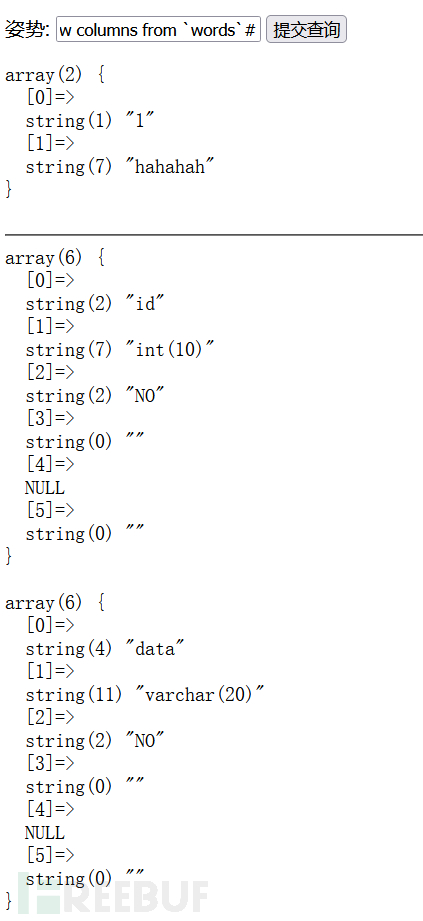 姿势: w columns from `words`# 提交查询
array(2) {
  [0]=>
  string(1) "1"
  [1]=>
  string(7) "hahahah"
}
array(6) {
  [0]=>
  string(2) "id"
  [1]=>
  string(7) "int(10)"
  [2]=>
  string(2) "NO"
  [3]=>
  string(0) ""
  [4]=>
  NULL
  [5]=>
  string(0) ""
}
array(6) {
  [0]=>
  string(4) "data"
  [1]=>
  string(11) "varchar(20)"
  [2]=>
  string(2) "NO"
  [3]=>
  string(0) ""
  [4]=>
  NULL
  [5]=>
  string(0) ""
}
FREEBUF